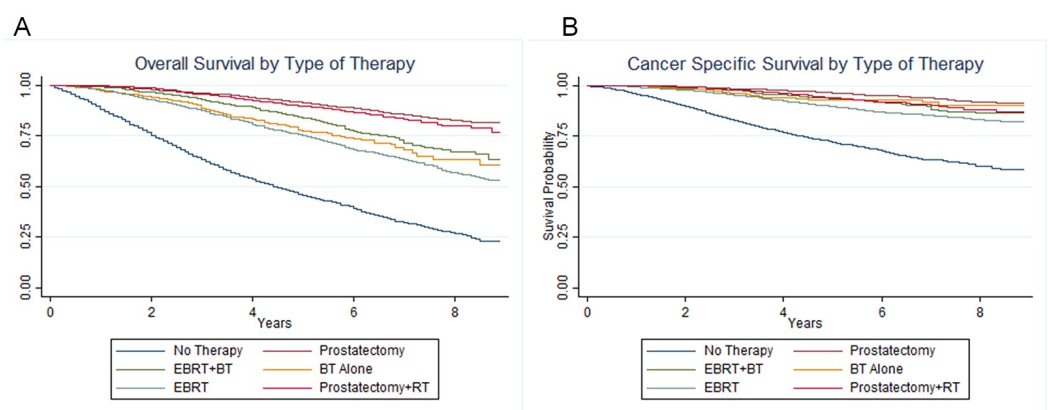 A
B
Overall Survival by Type of Therapy
1.00
0.75
0.50
0.25
0.00
0 2 4 6 8
Years
No Therapy Prostatectomy
EBRT+BT BT Alone
EBRT Prostatectomy+RT
Cancer Specific Survival by Type of Therapy
Suvival Probability
1.00
0.75
0.50
0.25
0.00
0 2 4 6 8
Years
No Therapy Prostatectomy
EBRT+BT BT Alone
EBRT Prostatectomy+RT